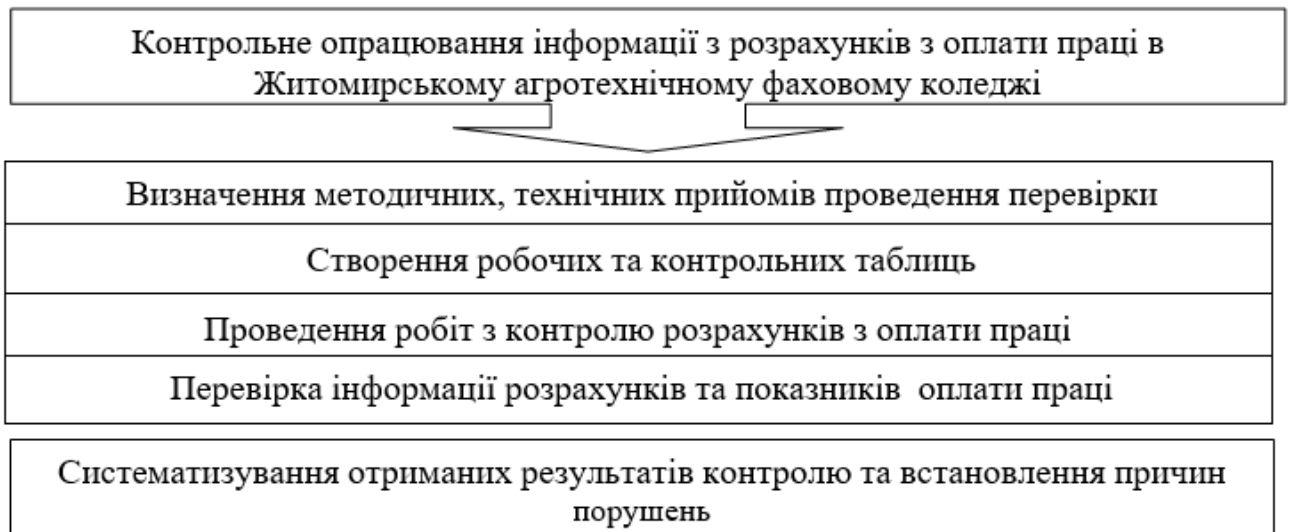 Контрольне опрацювання інформації з розрахунків з оплати праці в
Житомирському агротехнічному фаховому коледжі
Визначення методичних, технічних прийомів проведення перевірки
Створення робочих та контрольних таблиць
Проведення робіт з контролю розрахунків з оплати праці
Перевірка інформації розрахунків та показників оплати праці
Систематизування отриманих результатів контролю та встановлення причин
порушень